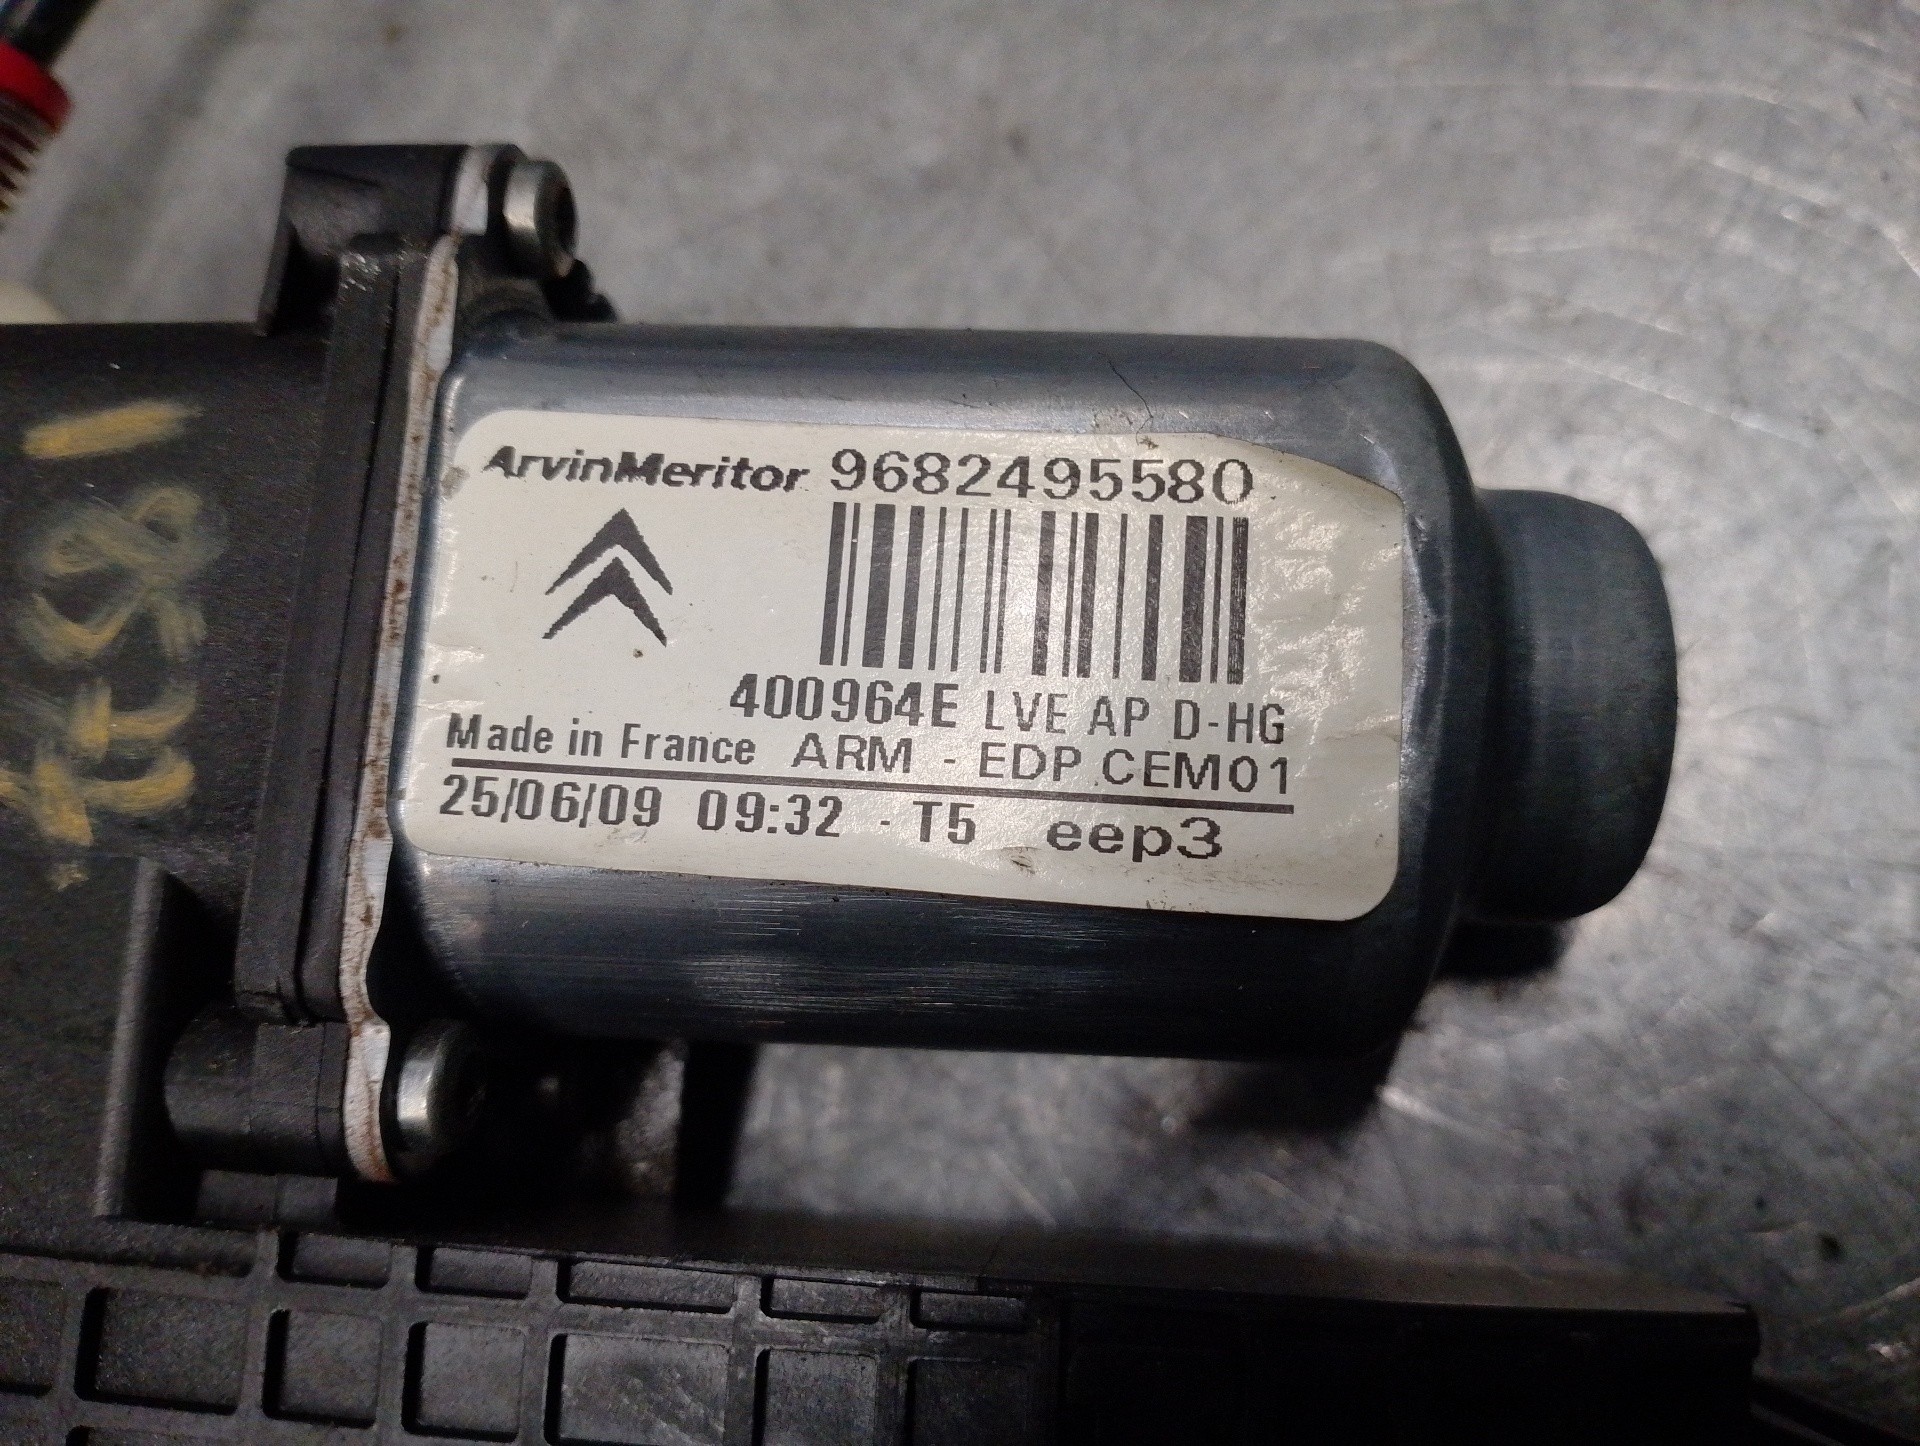 ArvinMeritor 9682495580
400964E LVE AP D-HG
Made in France ARM - EDP CEM01
25/06/09 09:32 - T5 eep3